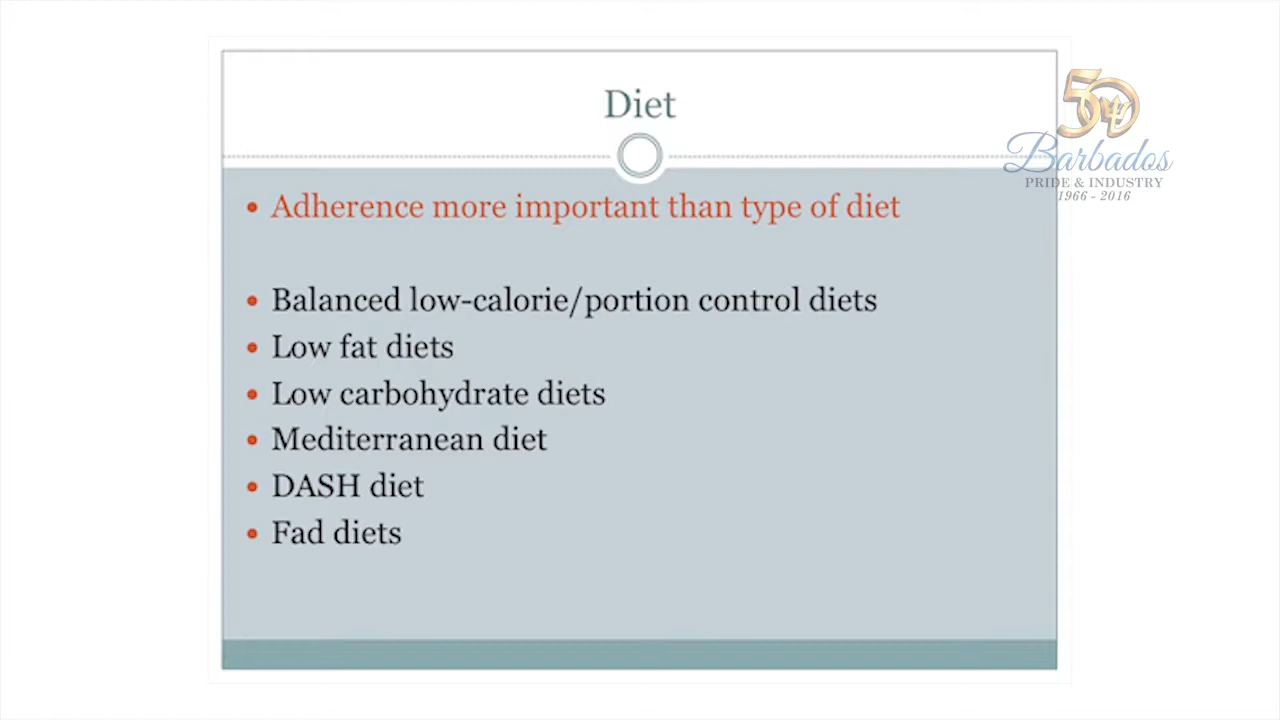 Diet
50
Barbados
PRIDE & INDUSTRY
1966 - 2016
Adherence more important than type of diet
Balanced low-calorie/portion control diets
Low fat diets
Low carbohydrate diets
Mediterranean diet
DASH diet
Fad diets